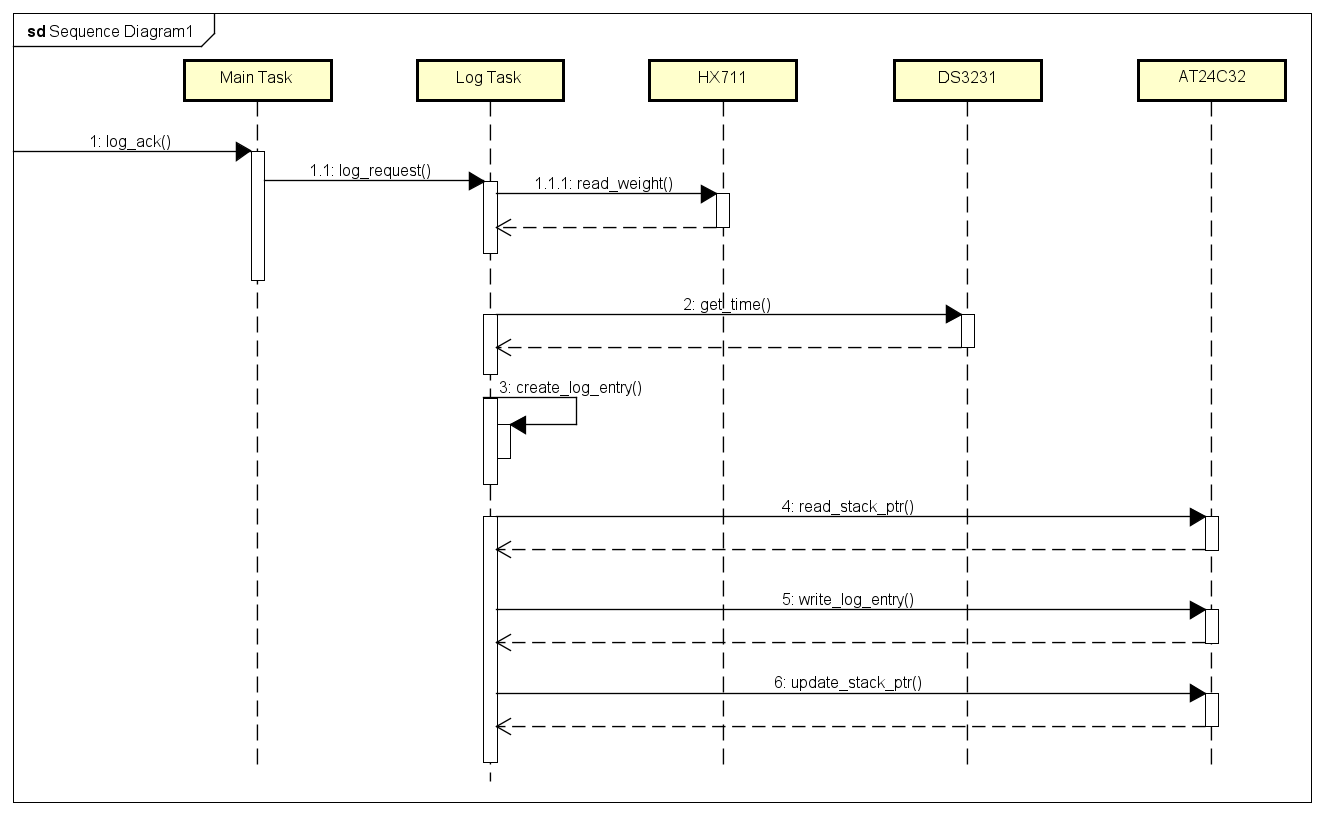 sd Sequence Diagram1
Main Task
Log Task
HX711
DS3231
AT24C32
1: log_ack()
1.1: log_request()
1.1.1: read_weight()
2: get_time()
3: create_log_entry()
4: read_stack_ptr()
5: write_log_entry()
6: update_stack_ptr()